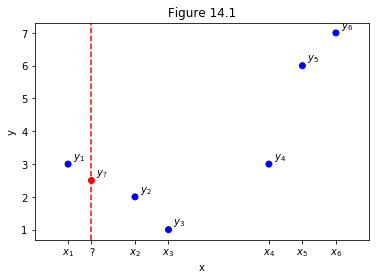 Figure 14.1
7
6
5
4
3
2
1
y
y₁
y?
y₂
y₃
y₄
y₅
y₆
x₁
?
x₂
x₃
x₄
x₅
x₆
x